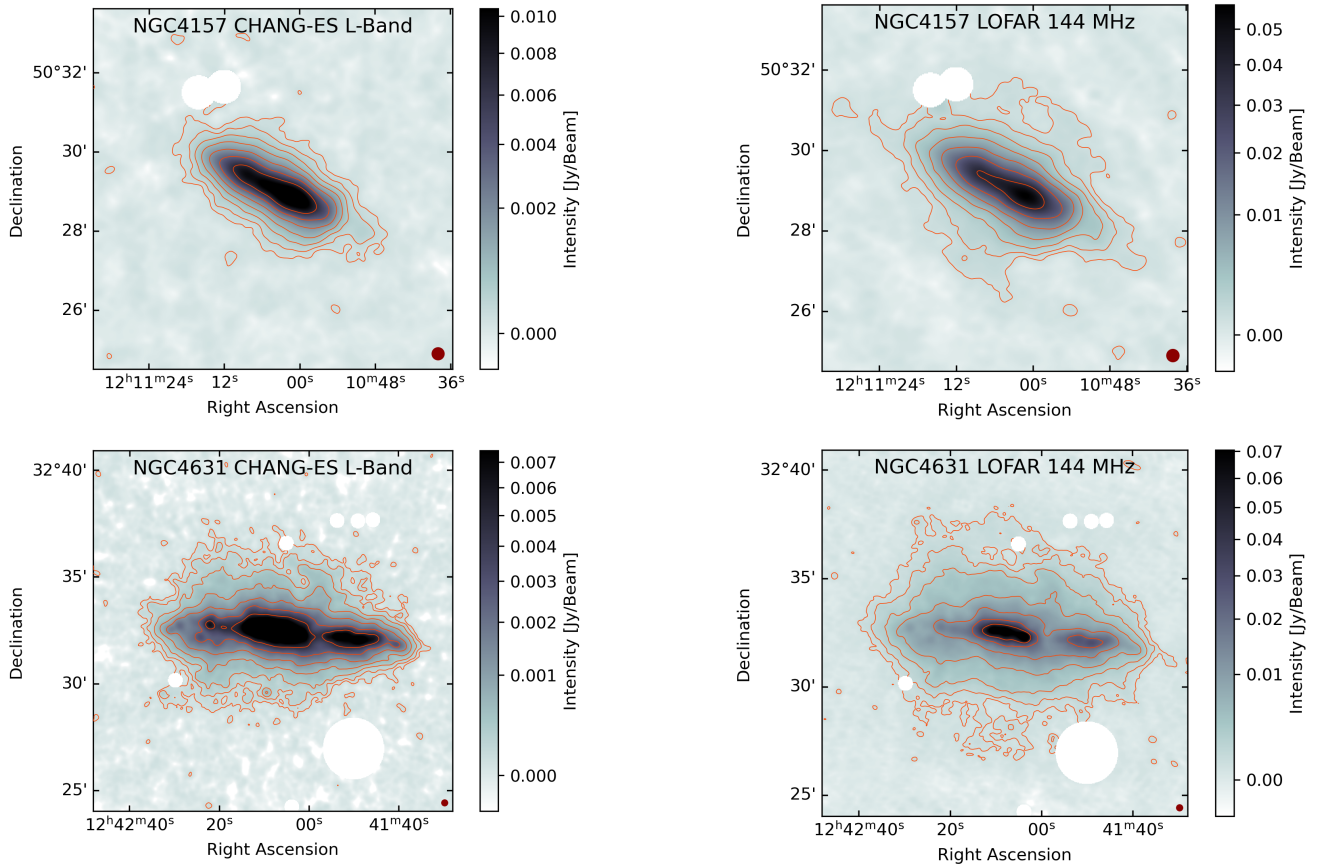 NGC4157 CHANG-ES L-Band
50°32'
30'
28'
26'
Declination
12ʰ11ᵐ24ˢ 12ˢ 00ˢ 10ᵐ48ˢ 36ˢ
Right Ascension
0.010
0.008
0.006
0.004
0.002
0.000
Intensity [Jy/Beam]
NGC4157 LOFAR 144 MHz
50°32'
30'
28'
26'
Declination
12ʰ11ᵐ24ˢ 12ˢ 00ˢ 10ᵐ48ˢ 36ˢ
Right Ascension
0.05
0.04
0.03
0.02
0.01
0.00
Intensity [Jy/Beam]
NGC4631 CHANG-ES L-Band
32°40'
35'
30'
25'
Declination
12ʰ42ᵐ40ˢ 20ˢ 00ˢ 41ᵐ40ˢ
Right Ascension
0.007
0.006
0.005
0.004
0.003
0.002
0.001
0.000
Intensity [Jy/Beam]
NGC4631 LOFAR 144 MHz
32°40'
35'
30'
25'
Declination
12ʰ42ᵐ40ˢ 20ˢ 00ˢ 41ᵐ40ˢ
Right Ascension
0.07
0.06
0.05
0.04
0.03
0.02
0.01
0.00
Intensity [Jy/Beam]